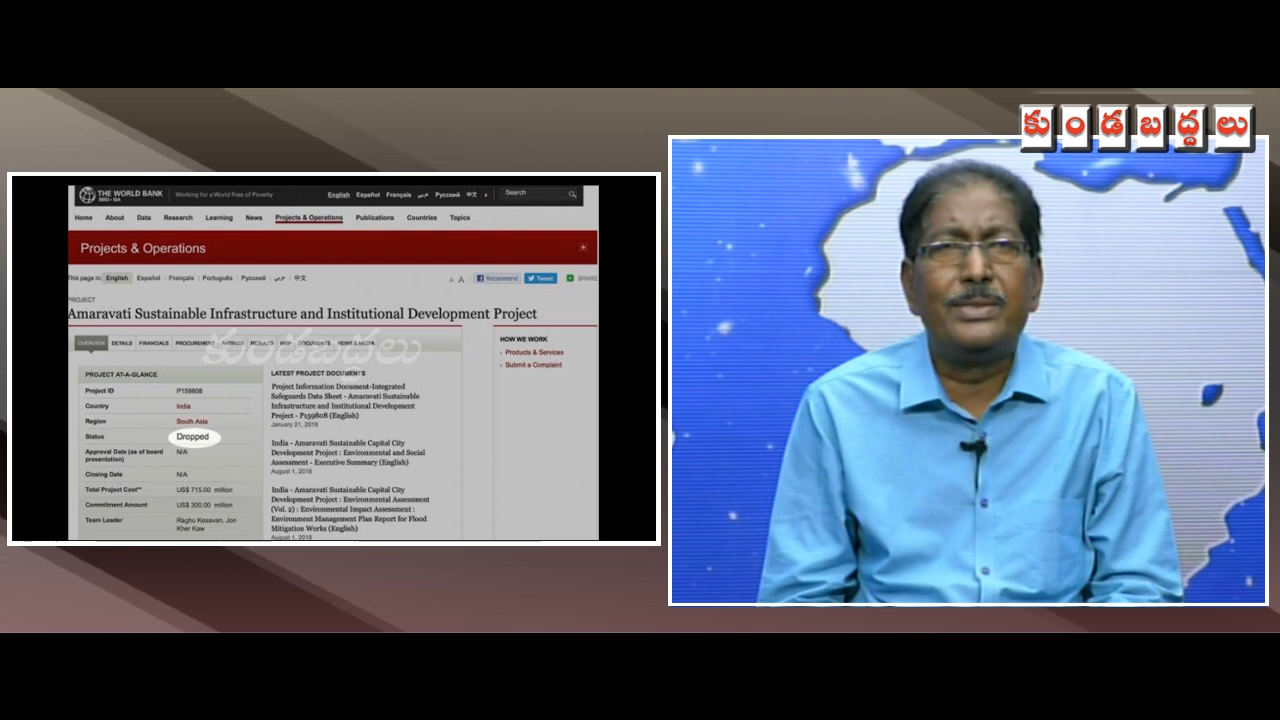 కుండబద్దలు
THE WORLD BANK
IBRD • IDA
Working for a World Free of Poverty
English Español Français عربي Русский 中文 ›
Search
Home About Data Research Learning News Projects & Operations Publications Countries Topics
Projects & Operations
This page in: English Español Français Português Русский عربي 中文
A A Recommend Tweet SHARE
PROJECT
Amaravati Sustainable Infrastructure and Institutional Development Project
OVERVIEW DETAILS FINANCIALS PROCUREMENT RATINGS RESULTS MAP DOCUMENTS NEWS & MEDIA
కుండబద్దలు
PROJECT AT-A-GLANCE
Project ID P159808
Country India
Region South Asia
Status Dropped
Approval Date (as of board
presentation) N/A
Closing Date N/A
Total Project Cost** US$ 715.00 million
Commitment Amount US$ 300.00 million
Team Leader Raghu Kesavan, Jon
Kher Kaw
LATEST PROJECT DOCUMENTS
Project Information Document-Integrated
Safeguards Data Sheet - Amaravati Sustainable
Infrastructure and Institutional Development
Project - P159808 (English)
January 21, 2019
India - Amaravati Sustainable Capital City
Development Project : Environmental and Social
Assessment - Executive Summary (English)
August 1, 2018
India - Amaravati Sustainable Capital City
Development Project : Environmental Assessment
(Vol. 2) : Environmental Impact Assessment :
Environment Management Plan Report for Flood
Mitigation Works (English)
August 1, 2018
HOW WE WORK
› Products & Services
› Submit a Complaint